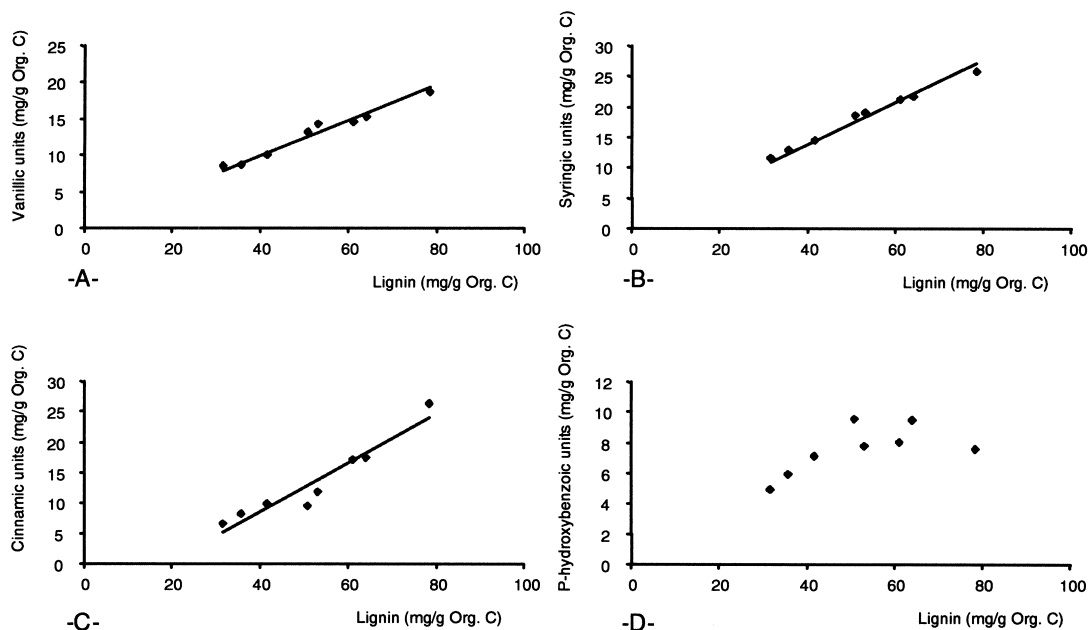 Vanillic units (mg/g Org. C)
25
20
15
10
5
0
0 20 40 60 80 100
-A-
Lignin (mg/g Org. C)
Syringic units (mg/g Org. C)
30
25
20
15
10
5
0
0 20 40 60 80 100
-B-
Lignin (mg/g Org. C)
Cinnamic units (mg/g Org. C)
30
25
20
15
10
5
0
0 20 40 60 80 100
-C-
Lignin (mg/g Org. C)
P-hydroxybenzoic units (mg/g Org. C)
12
10
8
6
4
2
0
0 20 40 60 80 100
-D-
Lignin (mg/g Org. C)